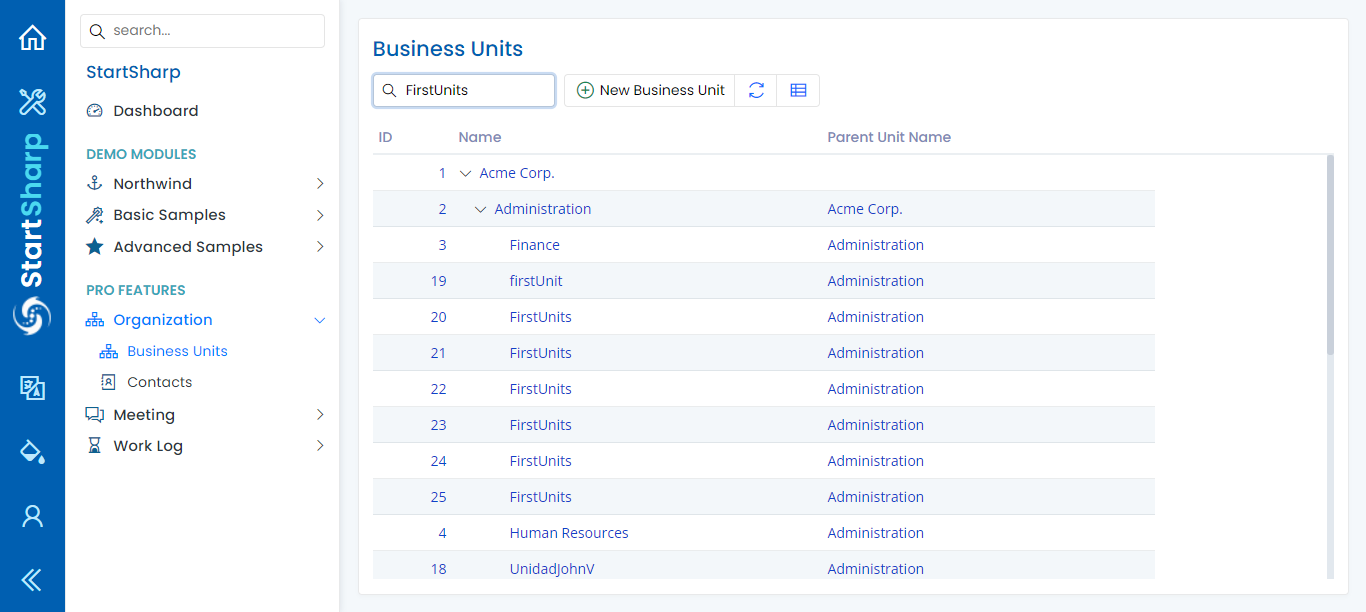 StartSharp
search...
StartSharp
Dashboard
DEMO MODULES
Northwind
Basic Samples
Advanced Samples
PRO FEATURES
Organization
Business Units
Contacts
Meeting
Work Log
Business Units
FirstUnits New Business Unit
ID Name Parent Unit Name
1 Acme Corp.
2 Administration Acme Corp.
3 Finance Administration
19 firstUnit Administration
20 FirstUnits Administration
21 FirstUnits Administration
22 FirstUnits Administration
23 FirstUnits Administration
24 FirstUnits Administration
25 FirstUnits Administration
4 Human Resources Administration
18 UnidadJohnV Administration